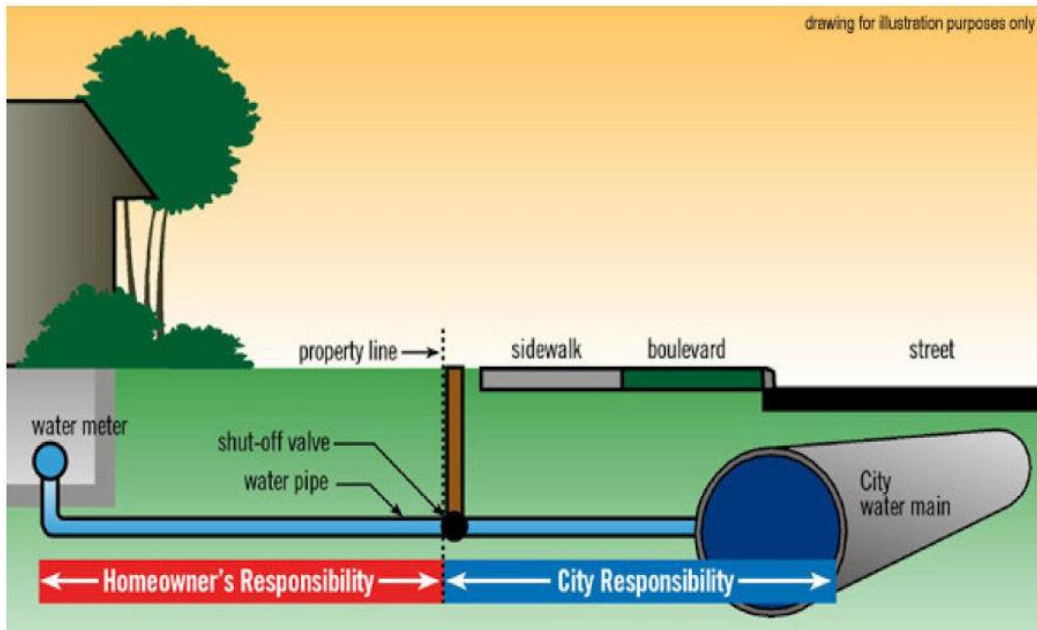 drawing for illustration purposes only
property line
sidewalk
boulevard
street
water meter
shut-off valve
water pipe
City
water main
Homeowner's Responsibility
City Responsibility